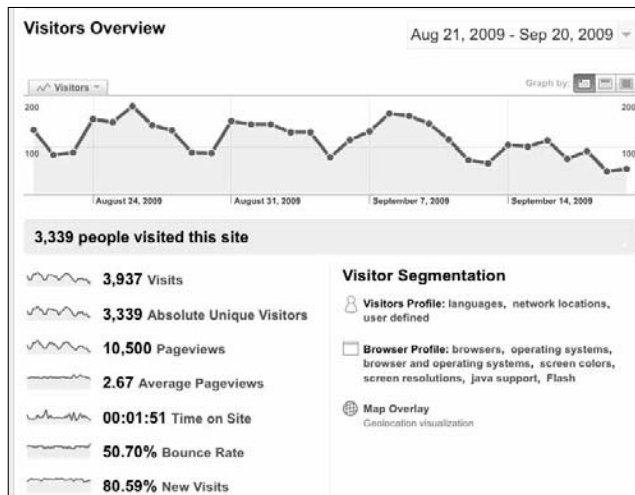 Visitors Overview
Aug 21, 2009 - Sep 20, 2009
Visitors
Graph by:
200
200
100
100
August 24, 2009
August 31, 2009
September 7, 2009
September 14, 2009
3,339 people visited this site
3,937 Visits
3,339 Absolute Unique Visitors
10,500 Pageviews
2.67 Average Pageviews
00:01:51 Time on Site
50.70% Bounce Rate
80.59% New Visits
Visitor Segmentation
Visitors Profile: languages, network locations,
user defined
Browser Profile: browsers, operating systems,
browser and operating systems, screen colors,
screen resolutions, java support, Flash
Map Overlay
Geolocation visualization